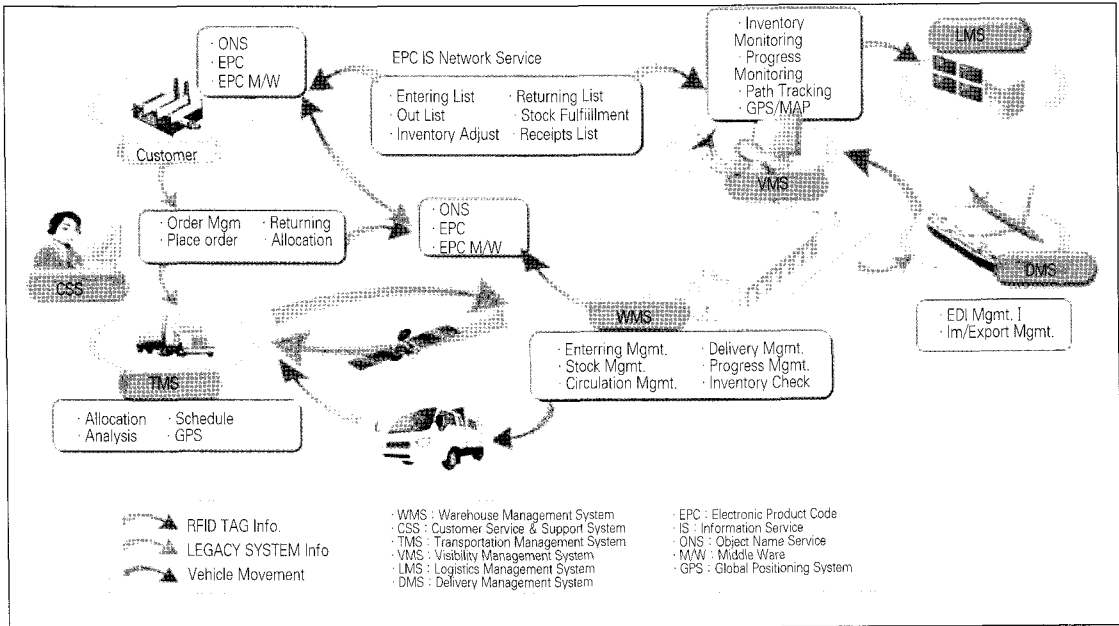 · ONS
· EPC
· EPC M/W
Customer
EPC IS Network Service
· Entering List · Returning List
· Out List · Stock Fulfiillment
· Inventory Adjust · Receipts List
· Inventory
Monitoring
· Progress
Monitoring
· Path Tracking
· GPS/MAP
LMS
VMS
· Order Mgm · Returning
· Place order · Allocation
CSS
· ONS
· EPC
· EPC M/W
DMS
· EDI Mgmt. I
· Im/Export Mgmt.
WMS
· Enterring Mgmt. · Delivery Mgmt.
· Stock Mgmt. · Progress Mgmt.
· Circulation Mgmt. · Inventory Check
TMS
· Allocation · Schedule
· Analysis · GPS
RFID TAG Info.
LEGACY SYSTEM Info
Vehicle Movement
· WMS : Warehouse Management System
· CSS : Customer Service & Support System
· TMS : Transportation Management System
· VMS : Visibility Management System
· LMS : Logistics Management System
· DMS : Delivery Management System
· EPC : Electronic Product Code
· IS : Information Service
· ONS : Object Name Service
· M/W : Middle Ware
· GPS : Global Positioning System